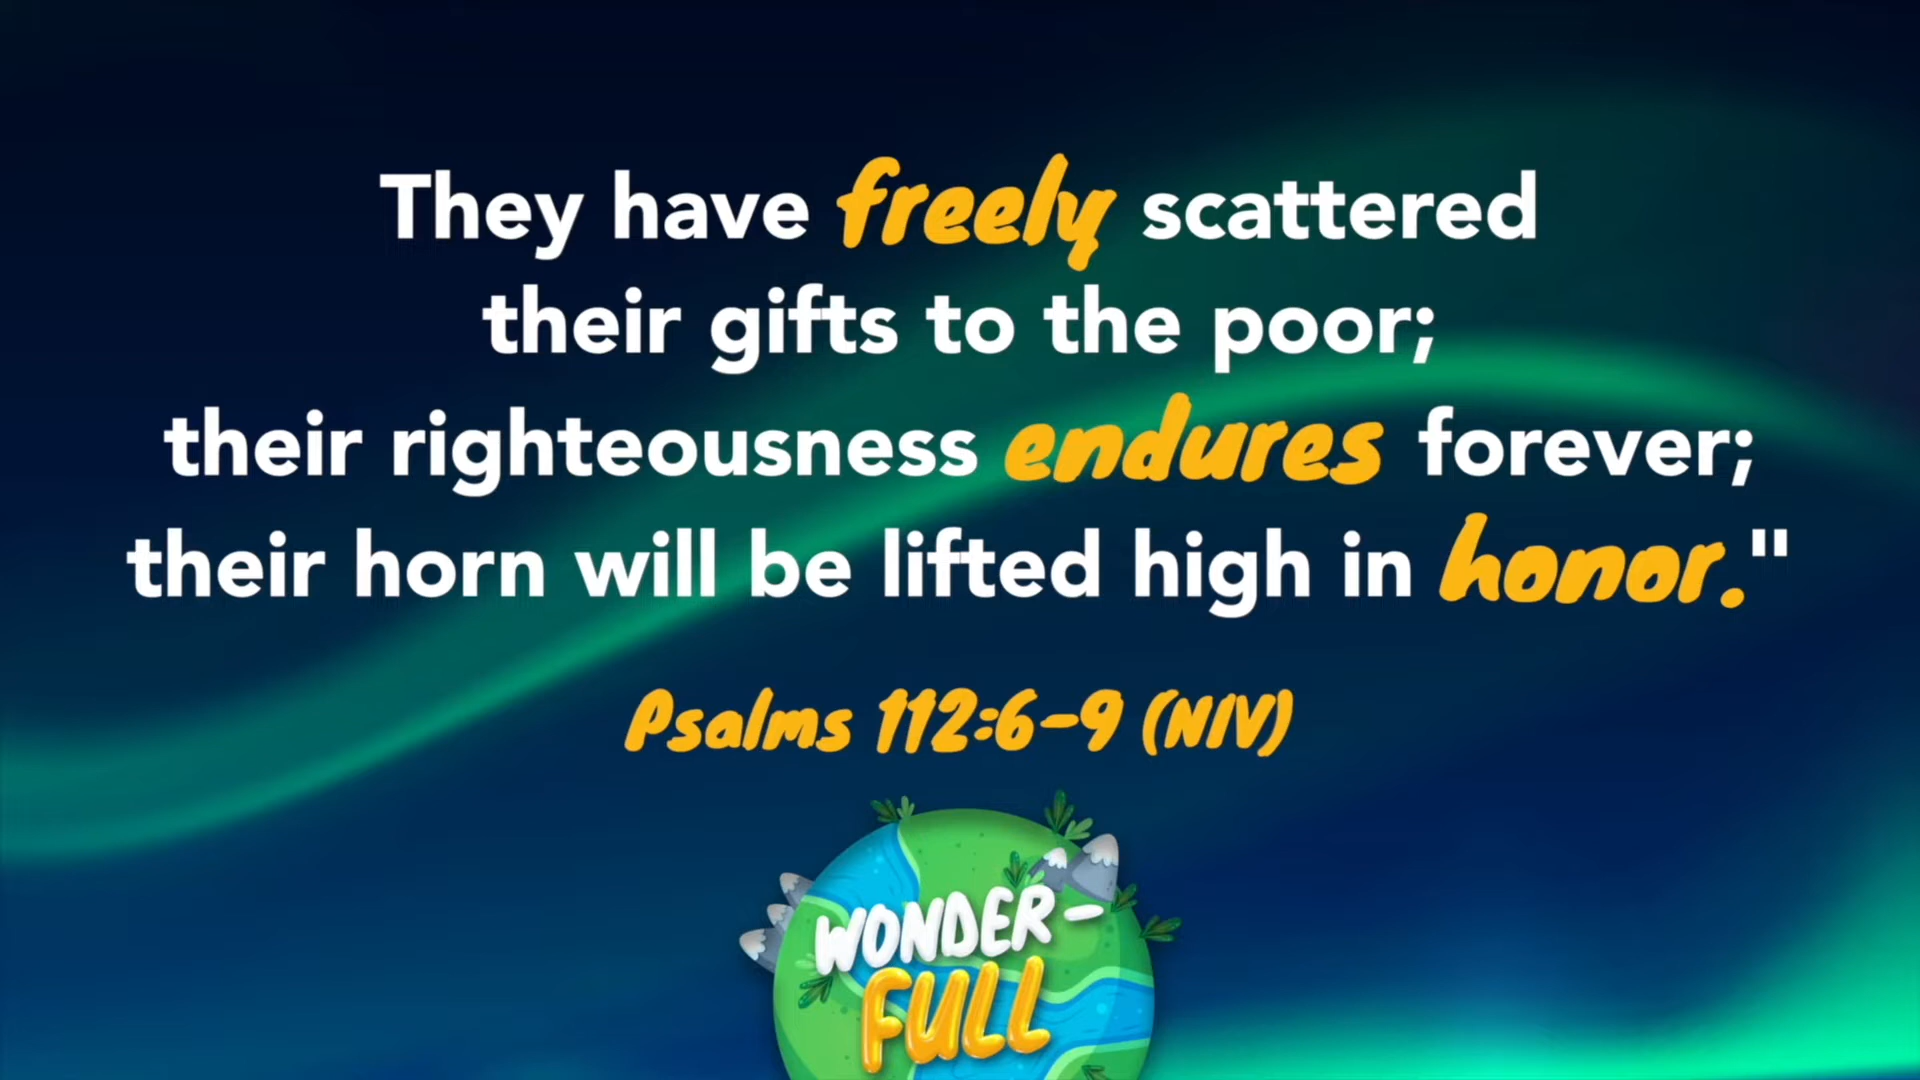 They have freely scattered
their gifts to the poor;
their righteousness endures forever;
their horn will be lifted high in honor."
Psalms 112:6-9 (NIV)
WONDER-
FULL